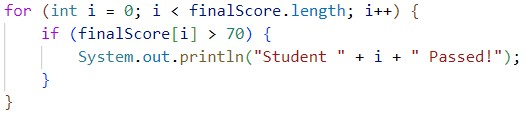 for (int i = 0; i < finalScore.length; i++) {
    if (finalScore[i] > 70) {
        System.out.println("Student " + i + " Passed!");
    }
}